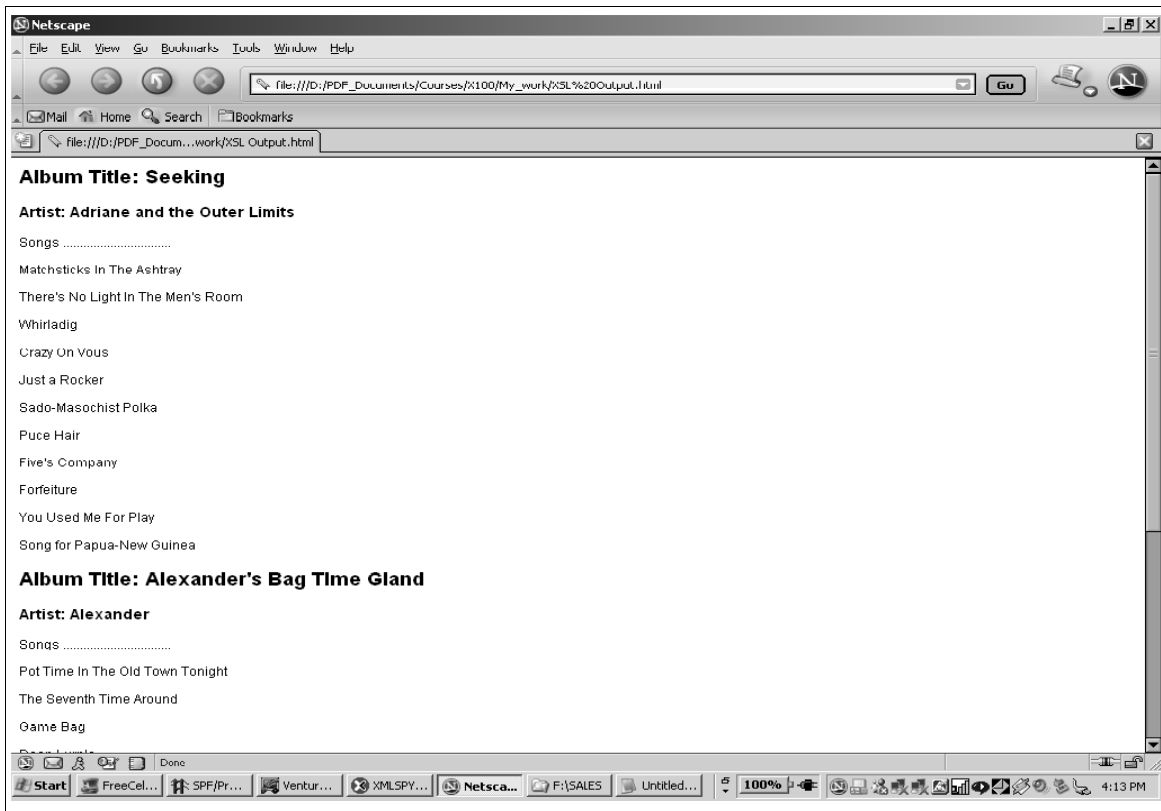 Netscape
File Edit View Go Bookmarks Tools Window Help
file:///D:/PDF_Documents/Courses/X100/My_work/XSL%20Output.html Go N
Mail Home Search Bookmarks
file:///D:/PDF_Docum...work/XSL Output.html
Album Title: Seeking
Artist: Adriane and the Outer Limits
Songs ................................
Matchsticks In The Ashtray
There's No Light In The Men's Room
Whirladig
Crazy On Vous
Just a Rocker
Sado-Masochist Polka
Puce Hair
Five's Company
Forfeiture
You Used Me For Play
Song for Papua-New Guinea
Album Title: Alexander's Bag Time Gland
Artist: Alexander
Songs ................................
Pot Time In The Old Town Tonight
The Seventh Time Around
Game Bag
Done
Start FreeCel... SPF/Pr... Ventur... XMLSPY... Netsca... F:\SALES Untitled... 100% 4:13 PM